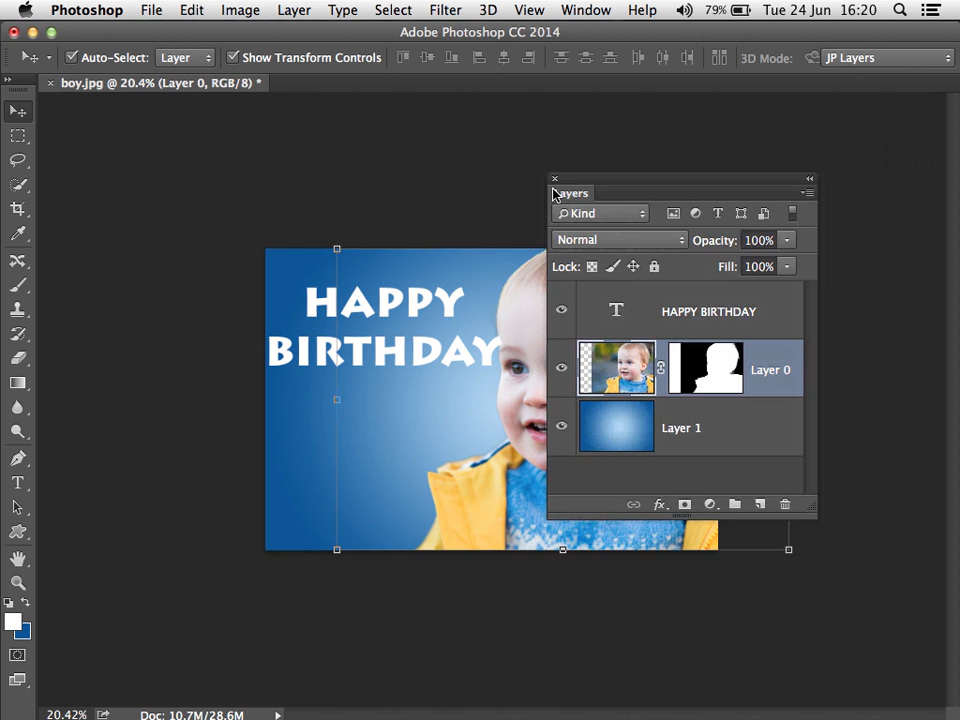 Photoshop File Edit Image Layer Type Select Filter 3D View Window Help 79% Tue 24 Jun 16:20
Adobe Photoshop CC 2014
Auto-Select: Layer Show Transform Controls 3D Mode: JP Layers
boy.jpg @ 20.4% (Layer 0, RGB/8) *
Layers
Kind
Normal Opacity: 100%
Lock: Fill: 100%
HAPPY
BIRTHDAY
T HAPPY BIRTHDAY
Layer 0
Layer 1
fx
20.42% Doc: 10.7M/28.6M